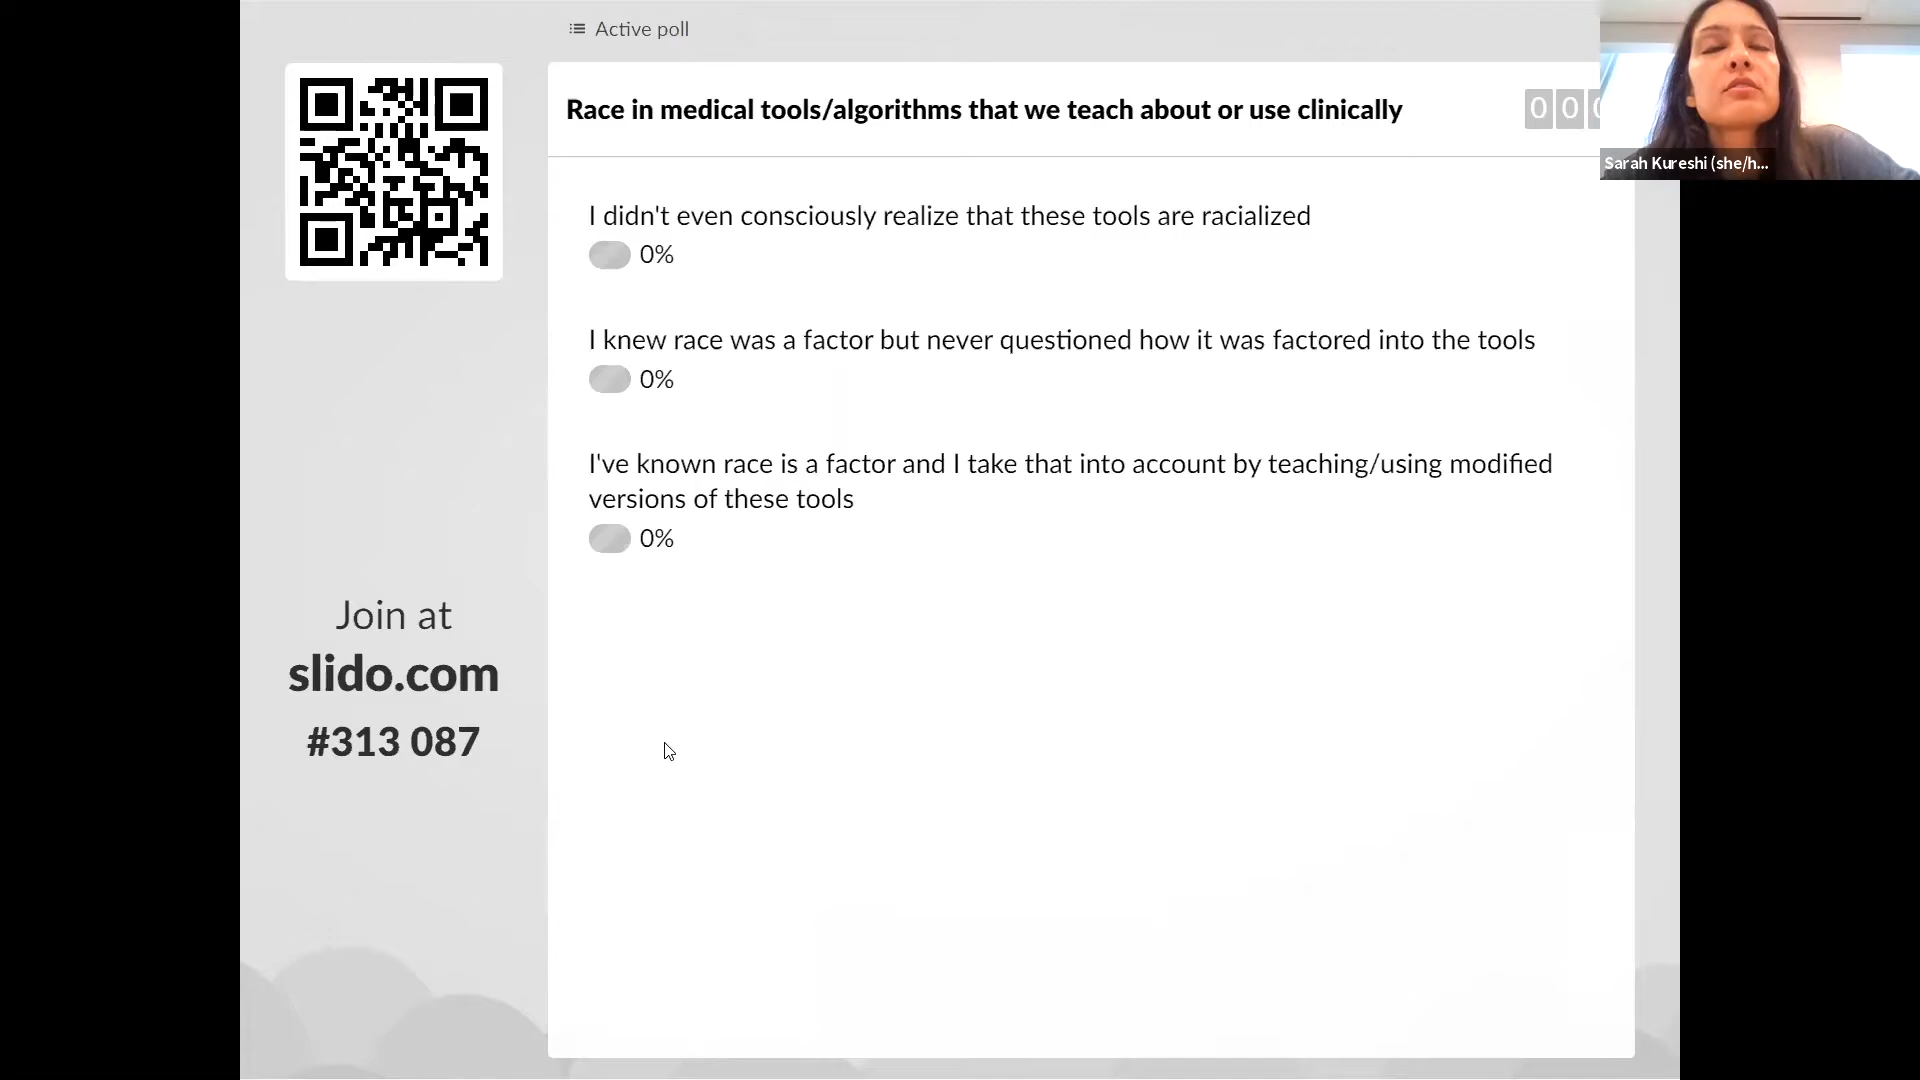 Active poll
Race in medical tools/algorithms that we teach about or use clinically
0 0
Sarah Kureshi (she/h...
I didn't even consciously realize that these tools are racialized
0%
I knew race was a factor but never questioned how it was factored into the tools
0%
I've known race is a factor and I take that into account by teaching/using modified
versions of these tools
0%
Join at
slido.com
#313 087